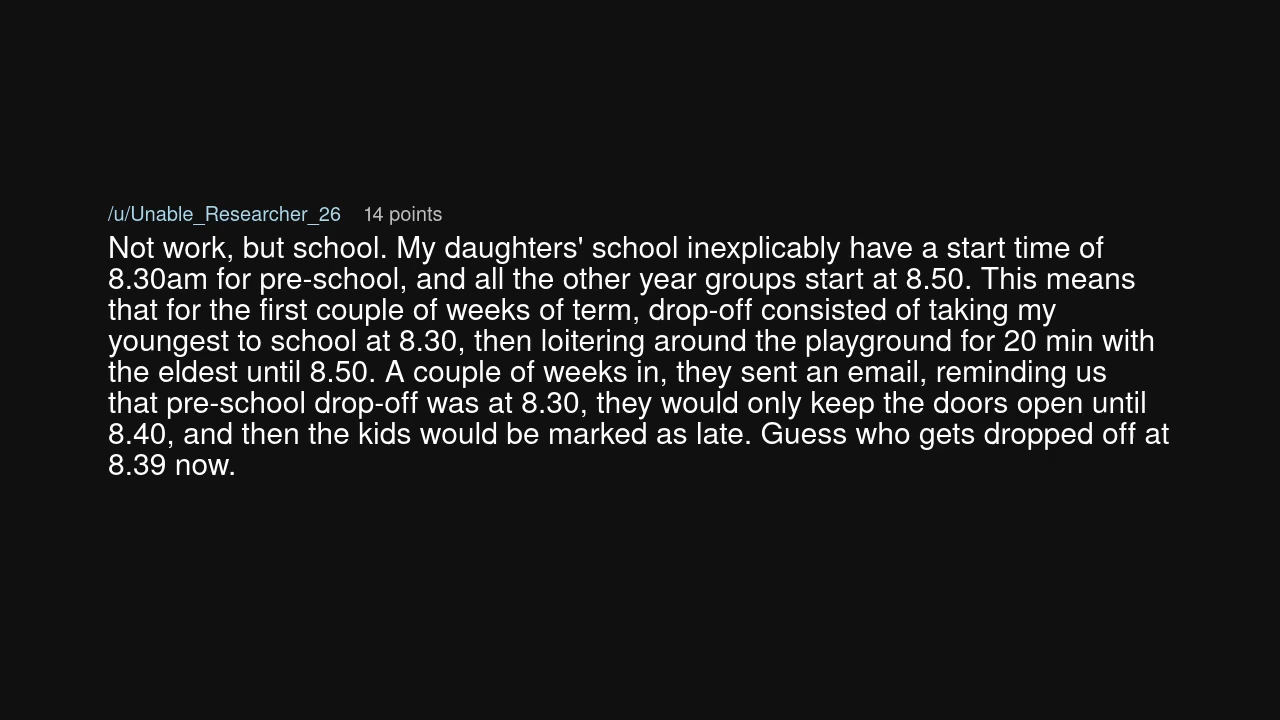 /u/Unable_Researcher_26 14 points
Not work, but school. My daughters' school inexplicably have a start time of
8.30am for pre-school, and all the other year groups start at 8.50. This means
that for the first couple of weeks of term, drop-off consisted of taking my
youngest to school at 8.30, then loitering around the playground for 20 min with
the eldest until 8.50. A couple of weeks in, they sent an email, reminding us
that pre-school drop-off was at 8.30, they would only keep the doors open until
8.40, and then the kids would be marked as late. Guess who gets dropped off at
8.39 now.